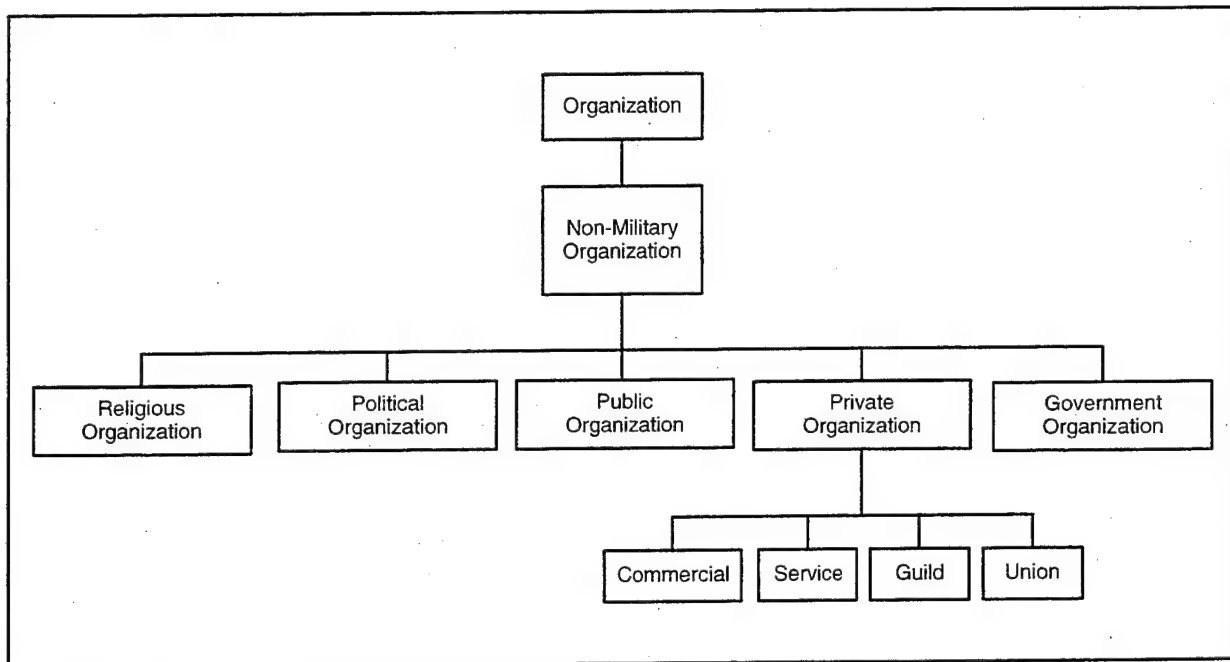 Organization
Non-Military
Organization
Religious
Organization
Political
Organization
Public
Organization
Private
Organization
Government
Organization
Commercial
Service
Guild
Union